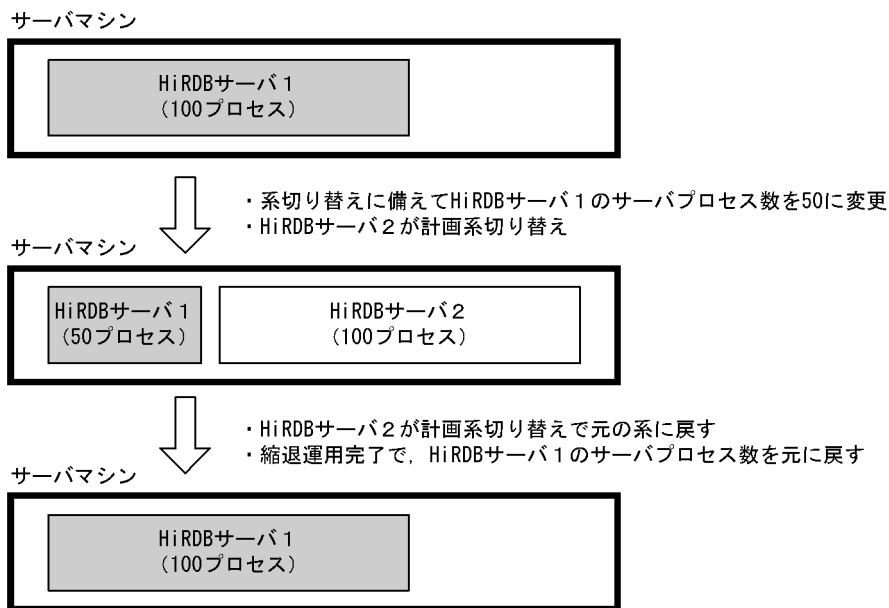 サーバマシン
HiRDBサーバ１
（100プロセス）
・系切り替えに備えてHiRDBサーバ１のサーバプロセス数を50に変更
・HiRDBサーバ２が計画系切り替え
サーバマシン
HiRDBサーバ１
（50プロセス）
HiRDBサーバ２
（100プロセス）
・HiRDBサーバ２が計画系切り替えで元の系に戻す
・縮退運用完了で，HiRDBサーバ１のサーバプロセス数を元に戻す
サーバマシン
HiRDBサーバ１
（100プロセス）